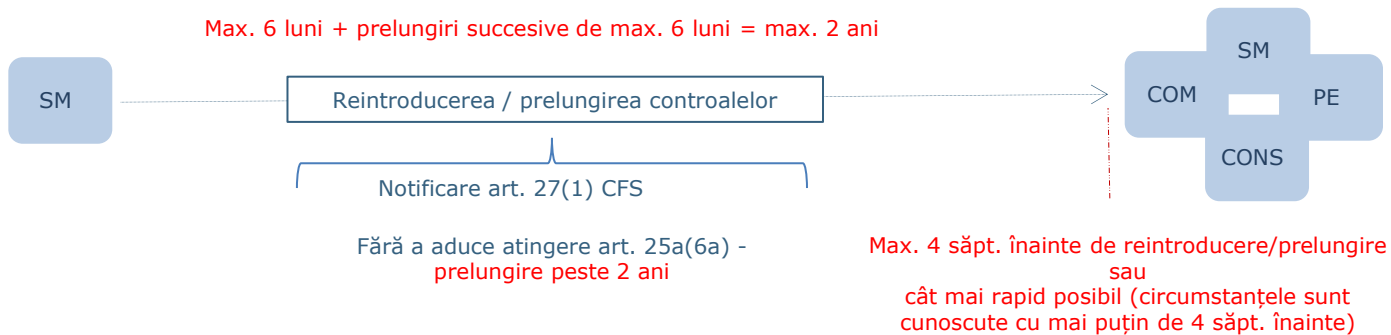 Max. 6 luni + prelungiri succesive de max. 6 luni = max. 2 ani
SM
Reintroducerea / prelungirea controalelor
SM
COM
PE
CONS
Notificare art. 27(1) CFS
Fără a aduce atingere art. 25a(6a) -
prelungire peste 2 ani
Max. 4 săpt. înainte de reintroducere/prelungire
sau
cât mai rapid posibil (circumstanțele sunt
cunoscute cu mai puțin de 4 săpt. înainte)